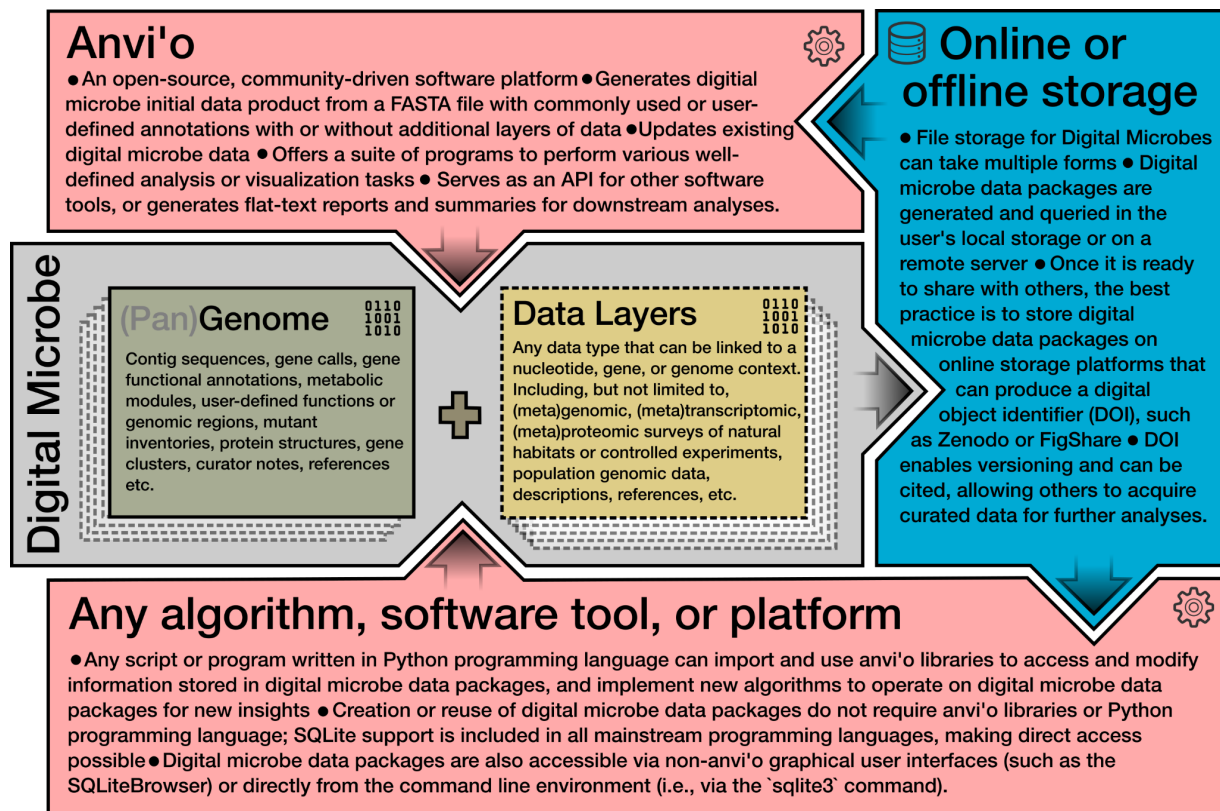 Anvi'o
●An open-source, community-driven software platform ●Generates digitial
microbe initial data product from a FASTA file with commonly used or user-
defined annotations with or without additional layers of data ●Updates existing
digital microbe data ● Offers a suite of programs to perform various well-
defined analysis or visualization tasks ● Serves as an API for other software
tools, or generates flat-text reports and summaries for downstream analyses.
Online or
offline storage
● File storage for Digital Microbes
can take multiple forms ● Digital
microbe data packages are
generated and queried in the
user's local storage or on a
remote server ● Once it is ready
to share with others, the best
practice is to store digital
microbe data packages on
online storage platforms that
can produce a digital
object identifier (DOI), such
as Zenodo or FigShare ● DOI
enables versioning and can be
cited, allowing others to acquire
curated data for further analyses.
Digital Microbe
(Pan)Genome
0110
1001
1010
Contig sequences, gene calls, gene
functional annotations, metabolic
modules, user-defined functions or
genomic regions, mutant
inventories, protein structures, gene
clusters, curator notes, references
etc.
Data Layers
0110
1001
1010
Any data type that can be linked to a
nucleotide, gene, or genome context.
Including, but not limited to,
(meta)genomic, (meta)transcriptomic,
(meta)proteomic surveys of natural
habitats or controlled experiments,
population genomic data,
descriptions, references, etc.
Any algorithm, software tool, or platform
●Any script or program written in Python programming language can import and use anvi'o libraries to access and modify
information stored in digital microbe data packages, and implement new algorithms to operate on digital microbe data
packages for new insights ●Creation or reuse of digital microbe data packages do not require anvi'o libraries or Python
programming language; SQLite support is included in all mainstream programming languages, making direct access
possible●Digital microbe data packages are also accessible via non-anvi'o graphical user interfaces (such as the
SQLiteBrowser) or directly from the command line environment (i.e., via the `sqlite3` command).